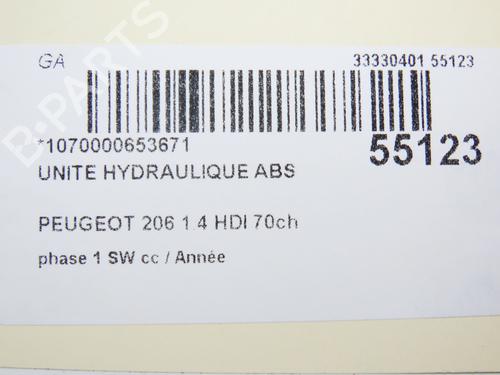 GA 33330401 55123
*1070000653671 55123
UNITE HYDRAULIQUE ABS
PEUGEOT 206 1.4 HDI 70ch
phase 1 SW cc / Année
B-PARTS